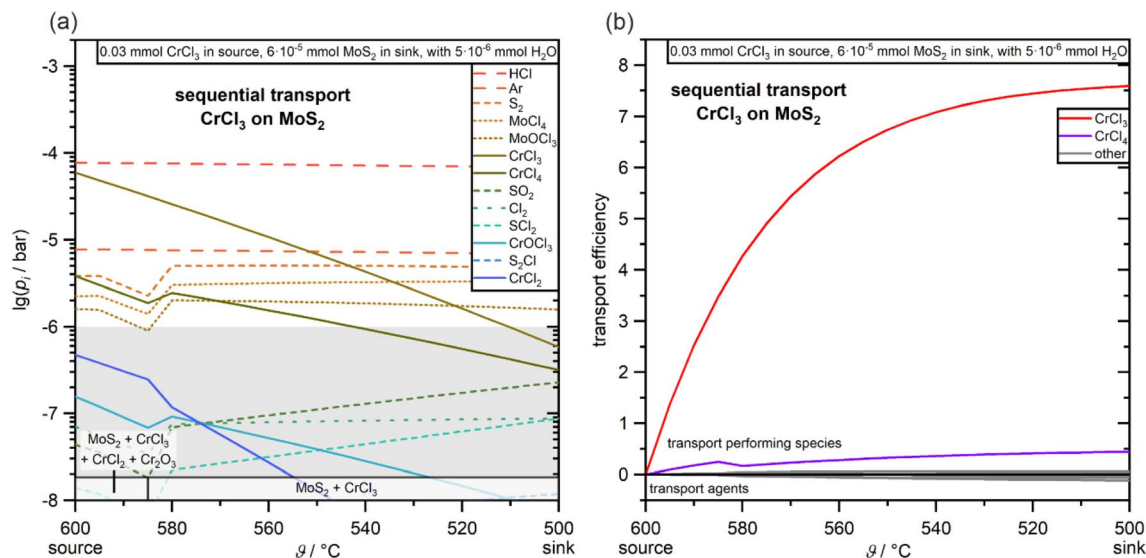 (a)
0.03 mmol CrCl₃ in source, 6·10⁻⁵ mmol MoS₂ in sink, with 5·10⁻⁶ mmol H₂O
sequential transport
CrCl₃ on MoS₂
HCl
Ar
S₂
MoCl₄
MoOCl₃
CrCl₃
CrCl₄
SO₂
Cl₂
SCl₂
CrOCl₃
S₂Cl
CrCl₂
lg(pᵢ / bar)
-3
-4
-5
-6
-7
-8
MoS₂ + CrCl₃
+ CrCl₂ + Cr₂O₃
MoS₂ + CrCl₃
600 580 560 540 520 500
source ϑ / °C sink
(b)
0.03 mmol CrCl₃ in source, 6·10⁻⁵ mmol MoS₂ in sink, with 5·10⁻⁶ mmol H₂O
sequential transport
CrCl₃ on MoS₂
CrCl₃
CrCl₄
other
transport efficiency
8
7
6
5
4
3
2
1
0
transport performing species
transport agents
600 580 560 540 520 500
source ϑ / °C sink